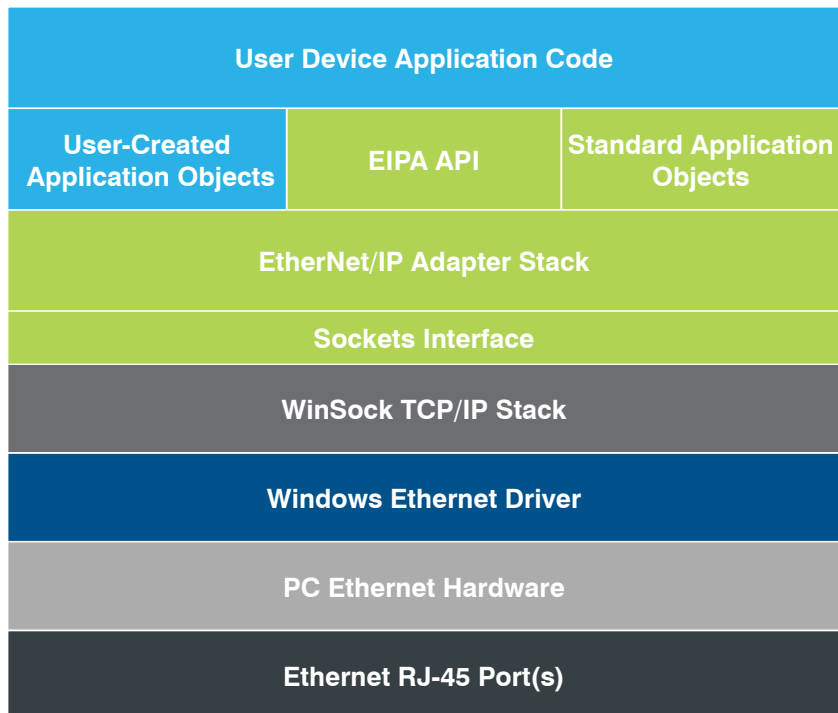 User Device Application Code
User-Created
Application Objects
EIPA API
Standard Application
Objects
EtherNet/IP Adapter Stack
Sockets Interface
WinSock TCP/IP Stack
Windows Ethernet Driver
PC Ethernet Hardware
Ethernet RJ-45 Port(s)